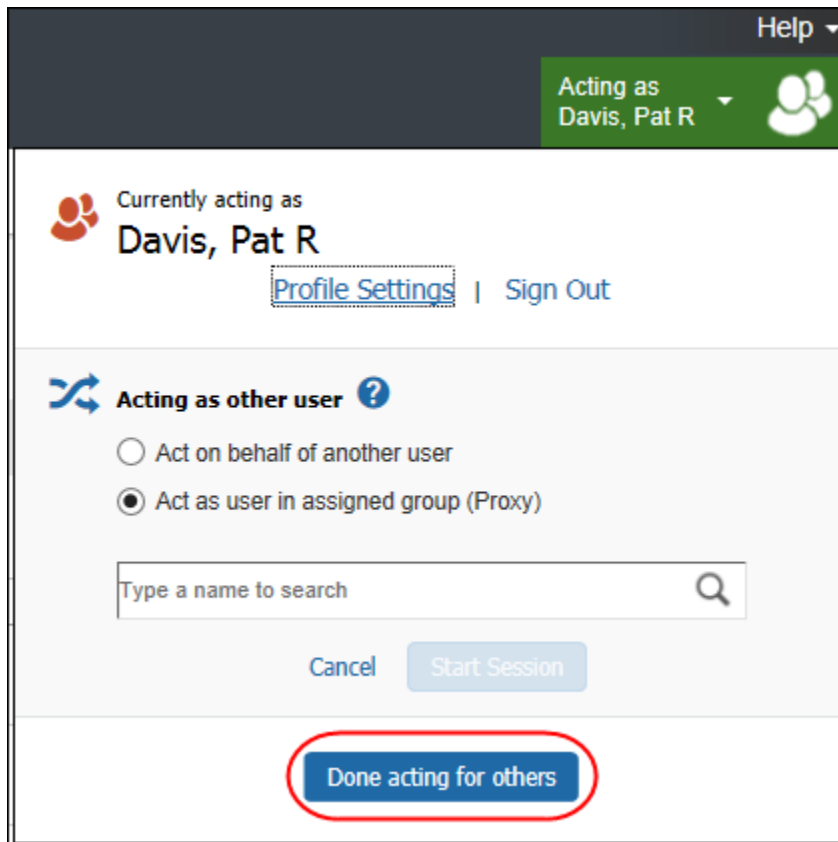 Help
Acting as
Davis, Pat R
Currently acting as
Davis, Pat R
Profile Settings | Sign Out
Acting as other user ?
Act on behalf of another user
Act as user in assigned group (Proxy)
Type a name to search
Cancel Start Session
Done acting for others